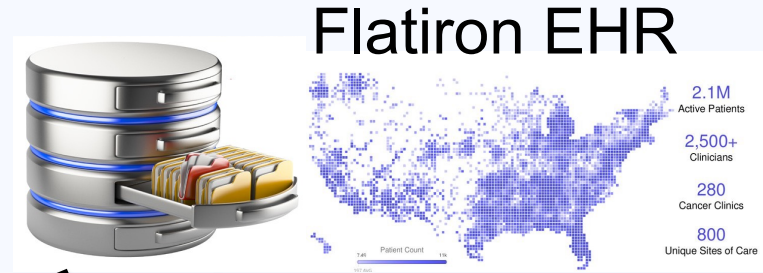 Flatiron EHR
2.1M
Active Patients
2,500+
Clinicians
280
Cancer Clinics
800
Unique Sites of Care
Patient Count
11k